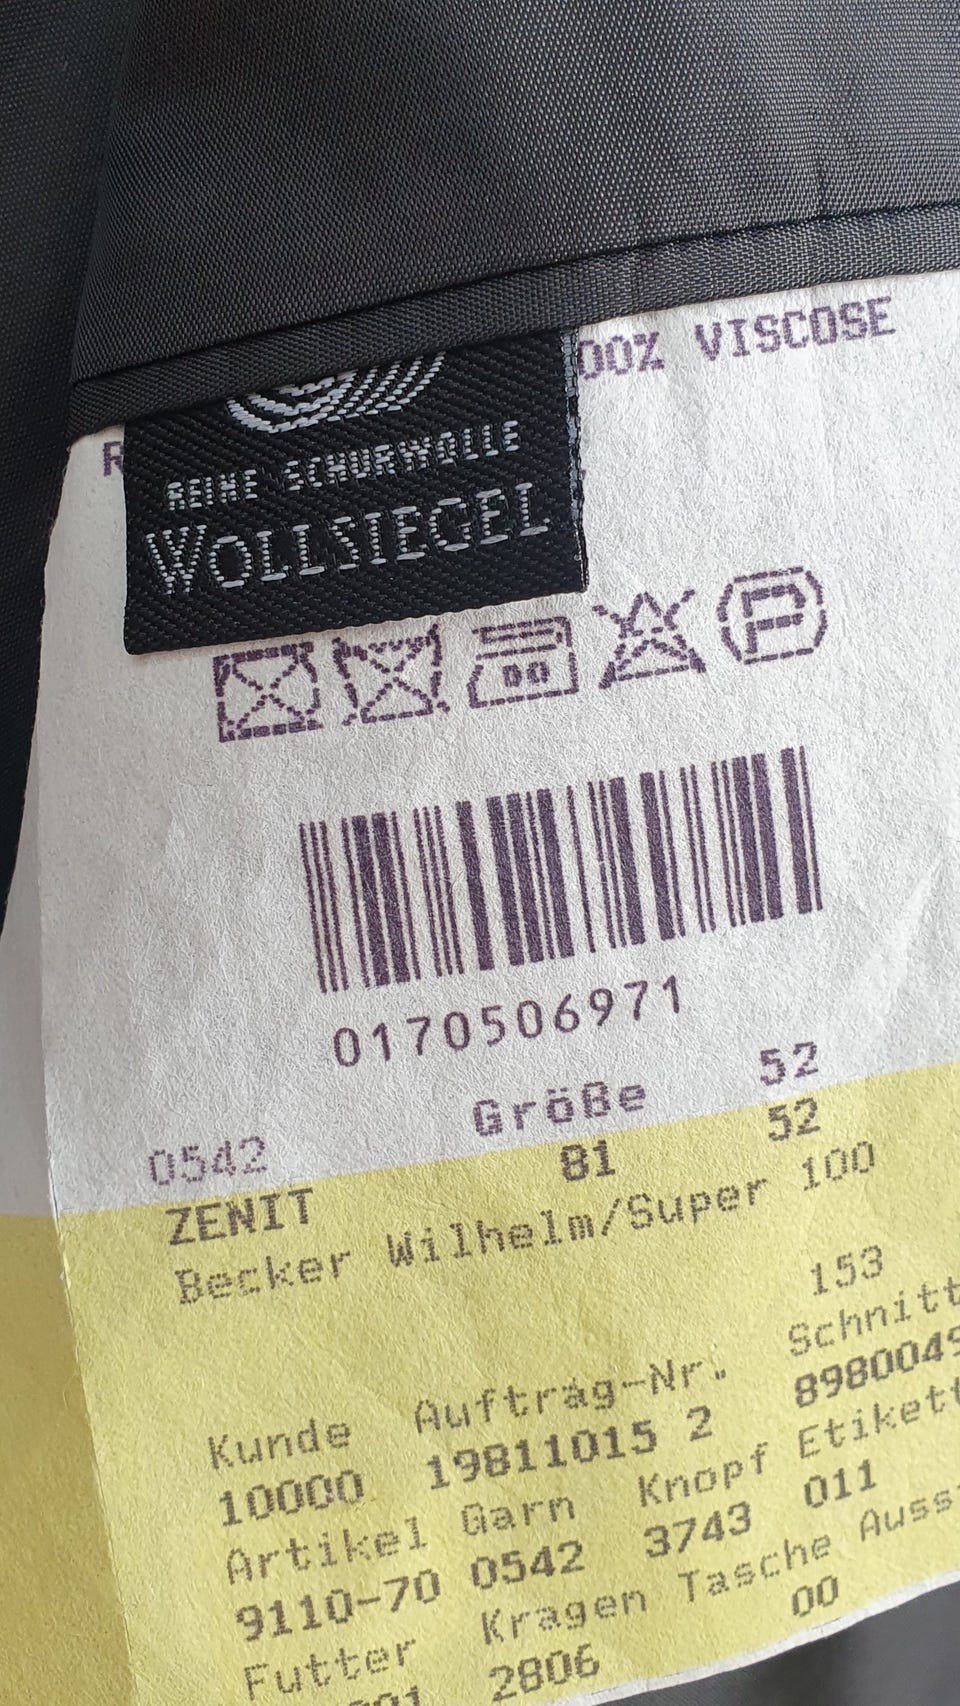 00% VISCOSE
R
REINE SCHURWOLLE
WOLLSIEGEL
DO
P
0170506971
Größe 52
0542 81 52
ZENIT
Becker Wilhelm/Super 100
153
Kunde Auftrag-Nr. Schnitt
10000 19811015 2 8980049
Artikel Garn Knopf Etikett
9110-70 0542 3743 011
Futter Kragen Tasche Auss
2806 00